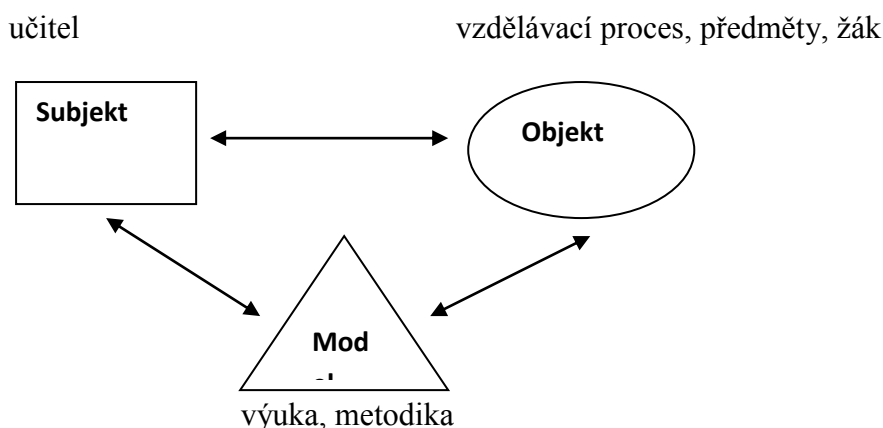 učitel
vzdělávací proces, předměty, žák
Subjekt
Objekt
Mod
výuka, metodika